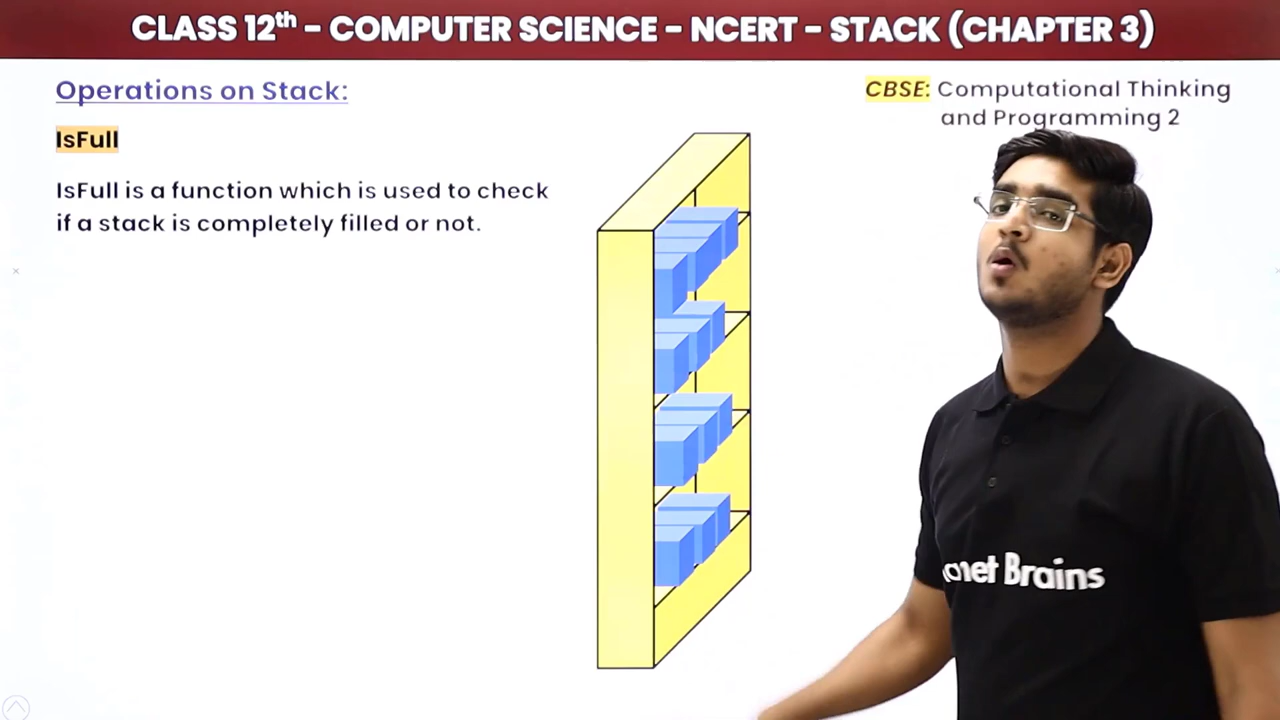 CLASS 12th - COMPUTER SCIENCE - NCERT - STACK (CHAPTER 3)
Operations on Stack:
CBSE: Computational Thinking
and Programming 2
IsFull
IsFull is a function which is used to check
if a stack is completely filled or not.
Brains